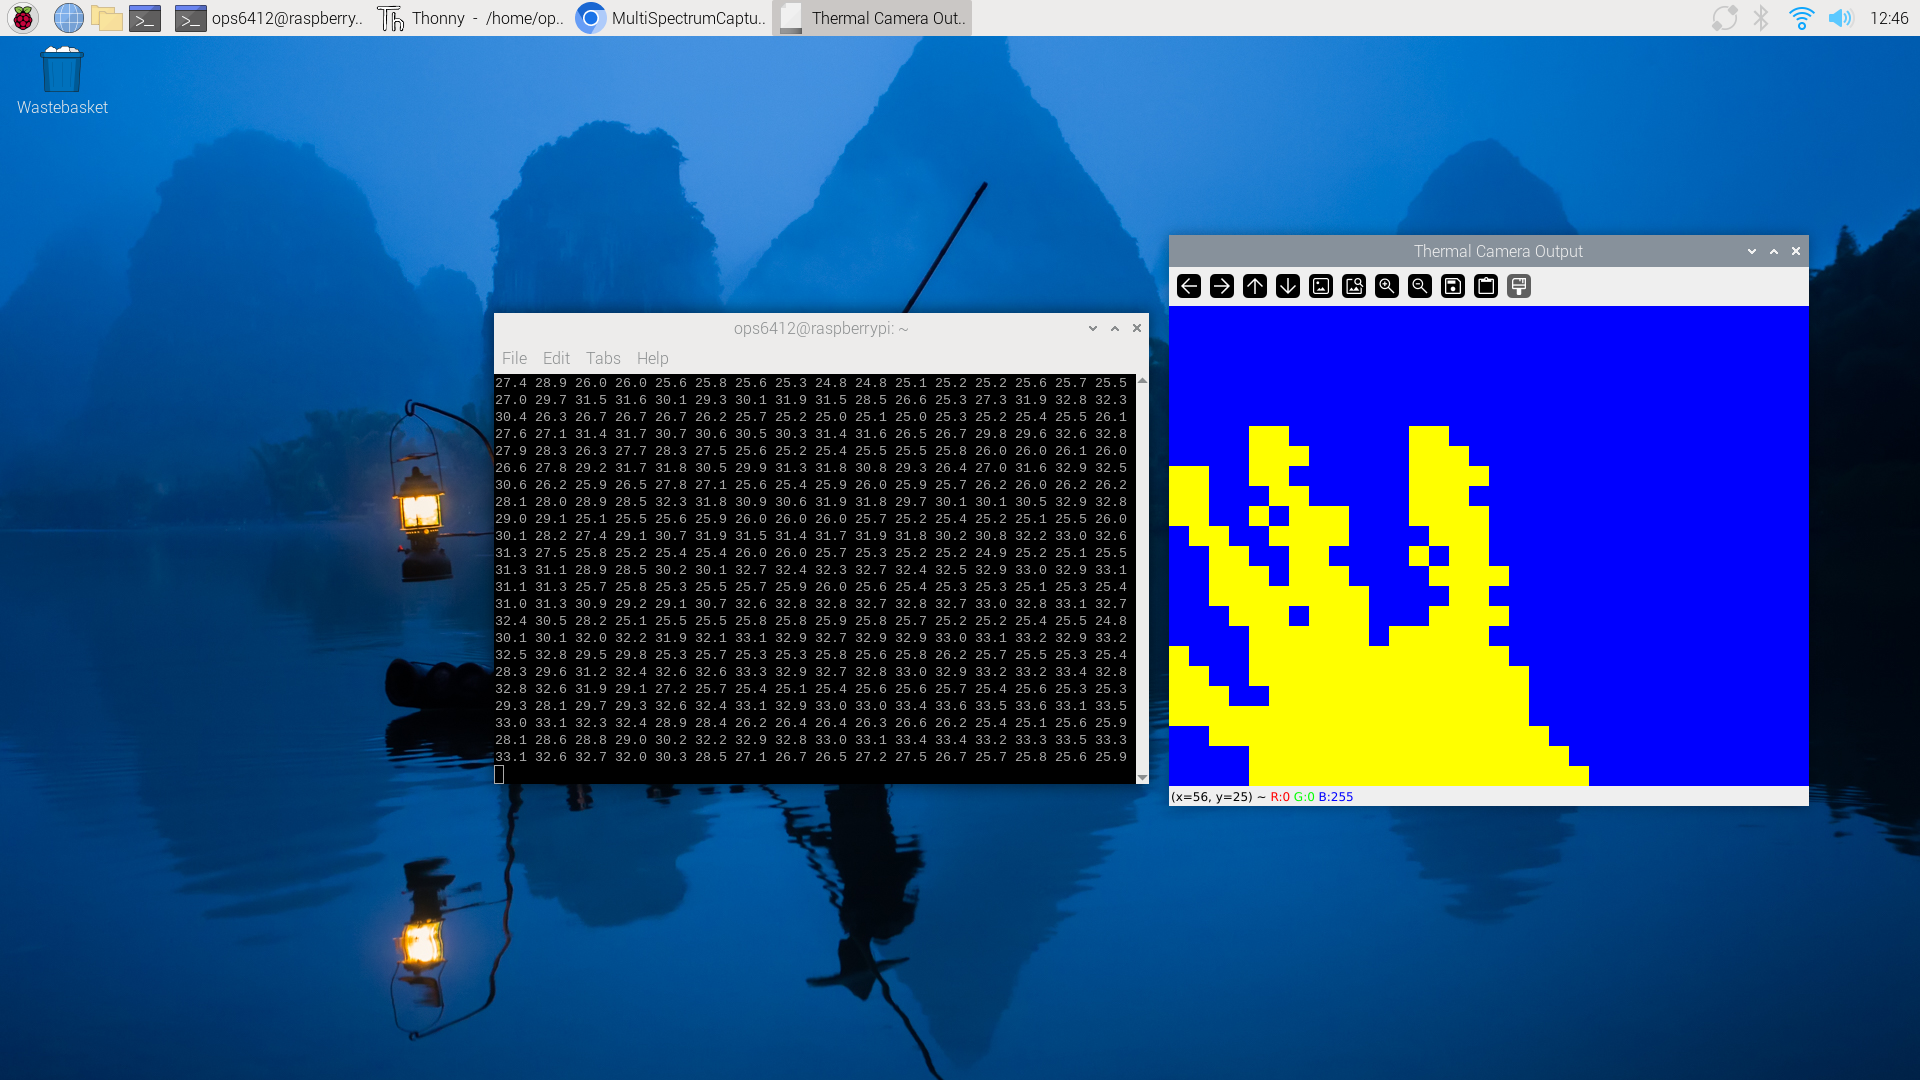 ops6412@raspberry..
Thonny - /home/op..
MultiSpectrumCaptu..
Thermal Camera Out..
12:46
Wastebasket
Thermal Camera Output
ops6412@raspberrypi: ~
File Edit Tabs Help
27.4 28.9 26.0 26.0 25.6 25.8 25.6 25.3 24.8 24.8 25.1 25.2 25.2 25.6 25.7 25.5
27.0 29.7 31.5 31.6 30.1 29.3 30.1 31.9 31.5 28.5 26.6 25.3 27.3 31.9 32.8 32.3
30.4 26.3 26.7 26.7 26.7 26.2 25.7 25.2 25.0 25.1 25.0 25.3 25.2 25.4 25.5 26.1
27.6 27.1 31.4 31.7 30.7 30.6 30.5 30.3 31.4 31.6 26.5 26.7 29.8 29.6 32.6 32.8
27.9 28.3 26.3 27.7 28.3 27.5 25.6 25.2 25.4 25.5 25.5 25.8 26.0 26.0 26.1 26.0
26.6 27.8 29.2 31.7 31.8 30.5 29.9 31.3 31.8 30.8 29.3 26.4 27.0 31.6 32.9 32.5
30.6 26.2 25.9 26.5 27.8 27.1 25.6 25.4 25.9 26.0 25.9 25.7 26.2 26.0 26.2 26.2
28.1 28.0 28.9 28.5 32.3 31.8 30.9 30.6 31.9 31.8 29.7 30.1 30.1 30.5 32.9 32.8
29.0 29.1 25.1 25.5 25.6 25.9 26.0 26.0 26.0 25.7 25.2 25.4 25.2 25.1 25.5 26.0
30.1 28.2 27.4 29.1 30.7 31.9 31.5 31.4 31.7 31.9 31.8 30.2 30.8 32.2 33.0 32.6
31.3 27.5 25.8 25.2 25.4 25.4 26.0 26.0 25.7 25.3 25.2 25.2 24.9 25.2 25.1 25.5
31.3 31.1 28.9 28.5 30.2 30.1 32.7 32.4 32.3 32.7 32.4 32.5 32.9 33.0 32.9 33.1
31.1 31.3 25.7 25.8 25.3 25.5 25.7 25.9 26.0 25.6 25.4 25.3 25.3 25.1 25.3 25.4
31.0 31.3 30.9 29.2 29.1 30.7 32.6 32.8 32.8 32.7 32.8 32.7 33.0 32.8 33.1 32.7
32.4 30.5 28.2 25.1 25.5 25.5 25.8 25.8 25.9 25.8 25.7 25.2 25.2 25.4 25.5 24.8
30.1 30.1 32.0 32.2 31.9 32.1 33.1 32.9 32.7 32.9 32.9 33.0 33.1 33.2 32.9 33.2
32.5 32.8 29.5 29.8 25.3 25.7 25.3 25.3 25.8 25.6 25.8 26.2 25.7 25.5 25.3 25.4
28.3 29.6 31.2 32.4 32.6 32.6 33.3 32.9 32.7 32.8 33.0 32.9 33.2 33.2 33.4 32.8
32.8 32.6 31.9 29.1 27.2 25.7 25.4 25.1 25.4 25.6 25.6 25.7 25.4 25.6 25.3 25.3
29.3 28.1 29.7 29.3 32.6 32.4 33.1 32.9 33.0 33.0 33.4 33.6 33.5 33.6 33.1 33.5
33.0 33.1 32.3 32.4 28.9 28.4 26.2 26.4 26.4 26.3 26.6 26.2 25.4 25.1 25.6 25.9
28.1 28.6 28.8 29.0 30.2 32.2 32.9 32.8 33.0 33.1 33.4 33.4 33.2 33.3 33.5 33.3
33.1 32.6 32.7 32.0 30.3 28.5 27.1 26.7 26.5 27.2 27.5 26.7 25.7 25.8 25.6 25.9
(x=56, y=25) ~ R:0 G:0 B:255